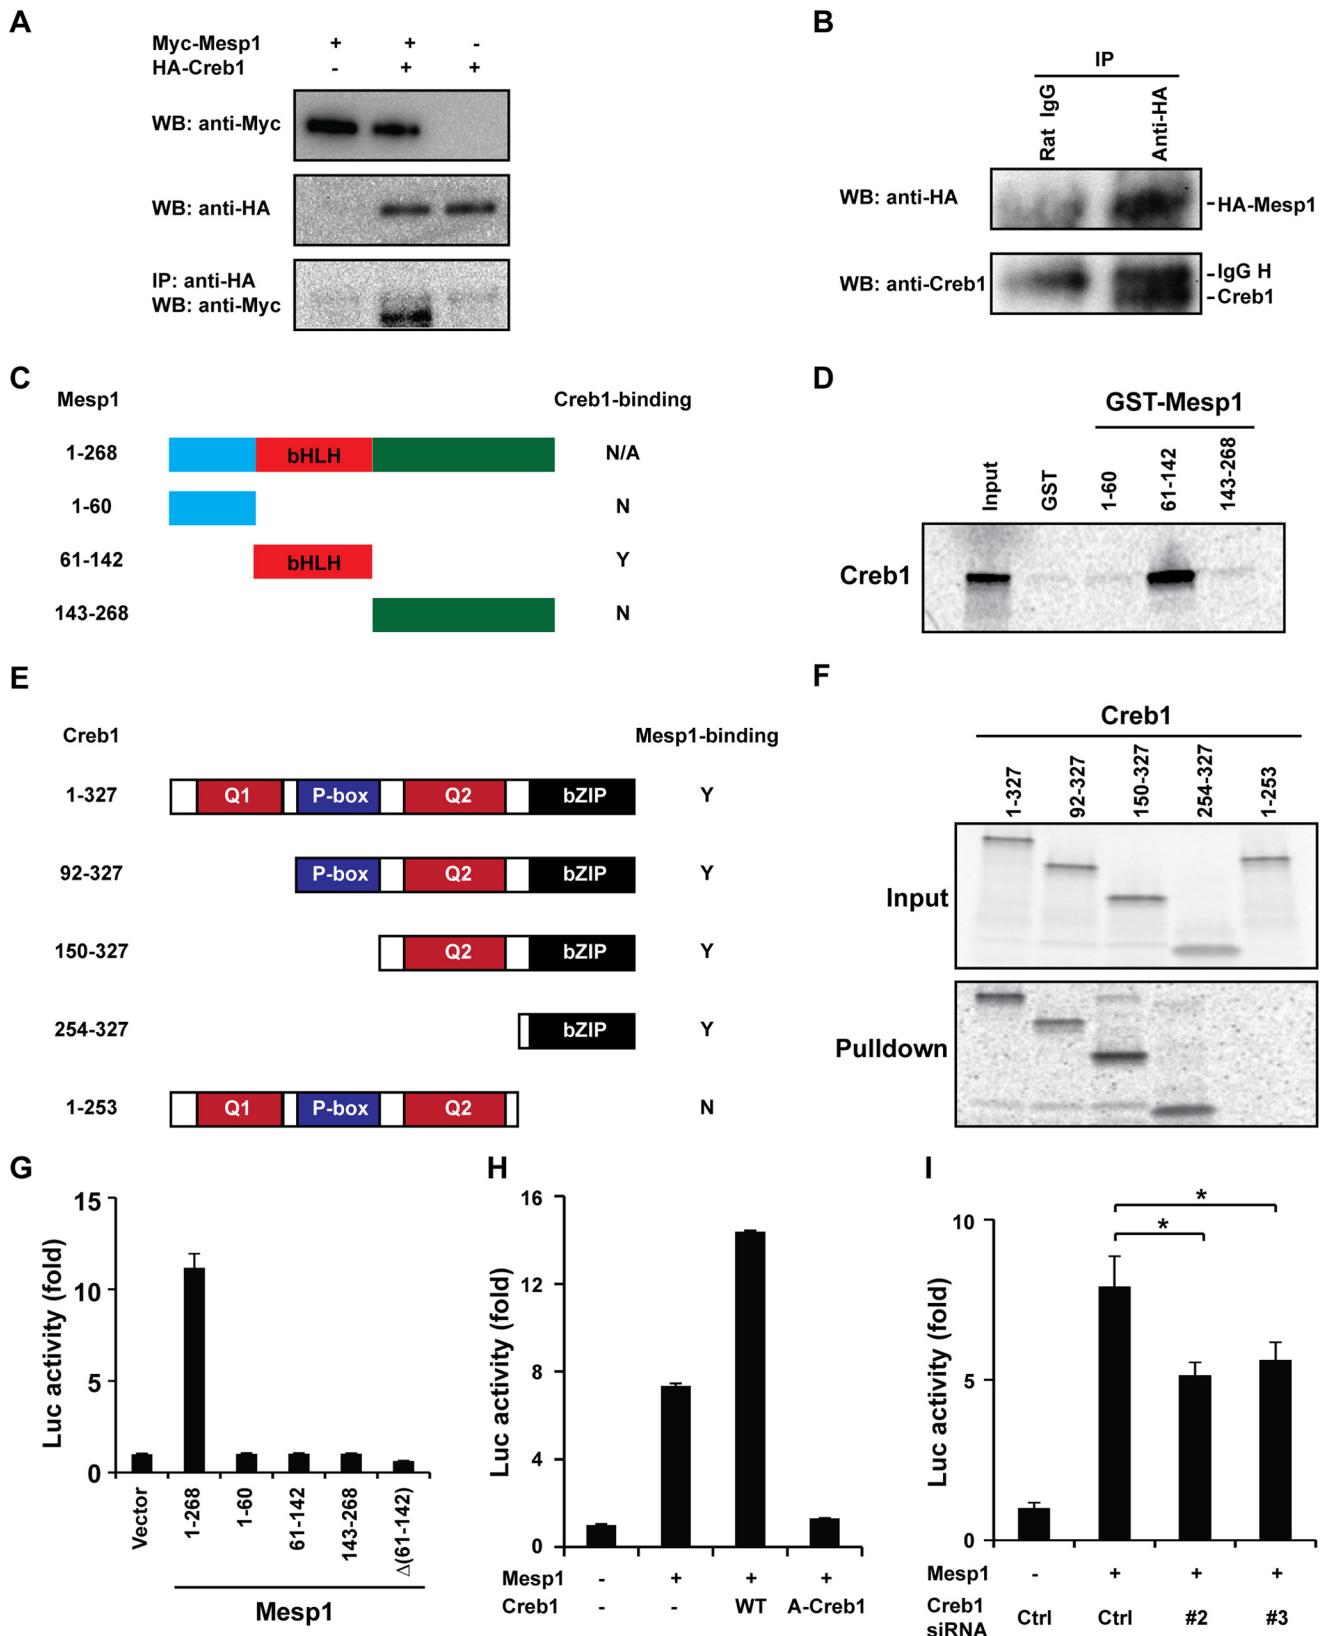 A
Myc-Mesp1 + + -
HA-Creb1 - + +
WB: anti-Myc
WB: anti-HA
IP: anti-HA
WB: anti-Myc
B
IP
Rat IgG
Anti-HA
WB: anti-HA
HA-Mesp1
WB: anti-Creb1
IgG H
Creb1
C
Mesp1 Creb1-binding
1-268 bHLH N/A
1-60 N
61-142 bHLH Y
143-268 N
D
GST-Mesp1
Input
GST
1-60
61-142
143-268
Creb1
E
Creb1 Mesp1-binding
1-327 Q1 P-box Q2 bZIP Y
92-327 P-box Q2 bZIP Y
150-327 Q2 bZIP Y
254-327 bZIP Y
1-253 Q1 P-box Q2 N
F
Creb1
1-327
92-327
150-327
254-327
1-253
Input
Pulldown
G
Luc activity (fold)
15
10
5
0
Vector
1-268
1-60
61-142
143-268
Δ(61-142)
Mesp1
H
Luc activity (fold)
16
12
8
4
0
Mesp1 - + + +
Creb1 - - WT A-Creb1
I
Luc activity (fold)
10
5
0
*
*
Mesp1 - + + +
Creb1 siRNA Ctrl Ctrl #2 #3